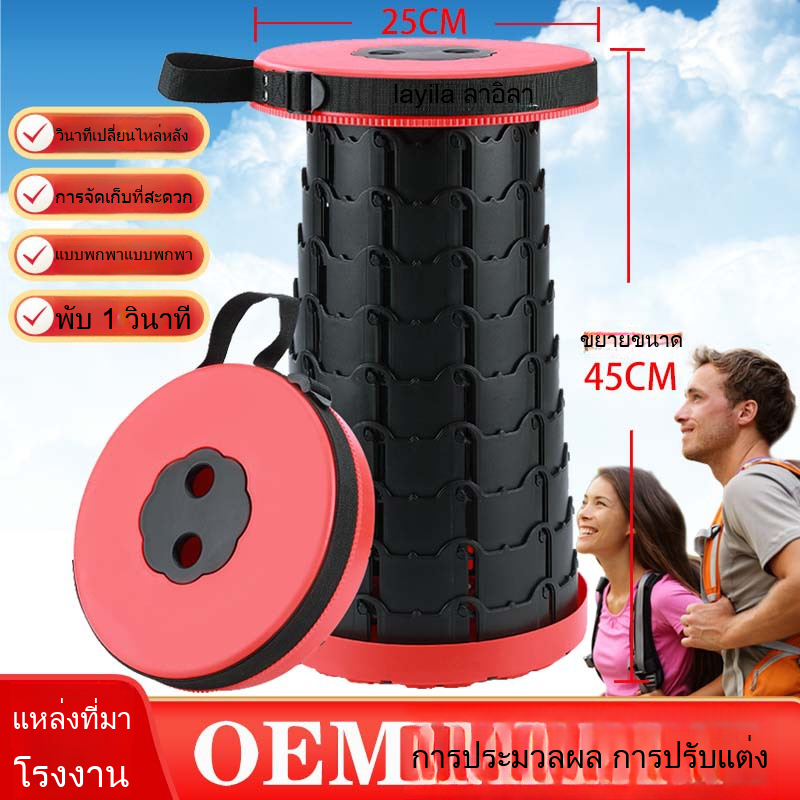 25CM
layila ลาอิลา
วินาทีเปลี่ยนไหล่หลัง
การจัดเก็บที่สะดวก
แบบพกพาแบบพกพา
พับ 1 วินาที
ขยายขนาด
45CM
แหล่งที่มา
โรงงาน
OEM
การประมวลผล การปรับแต่ง